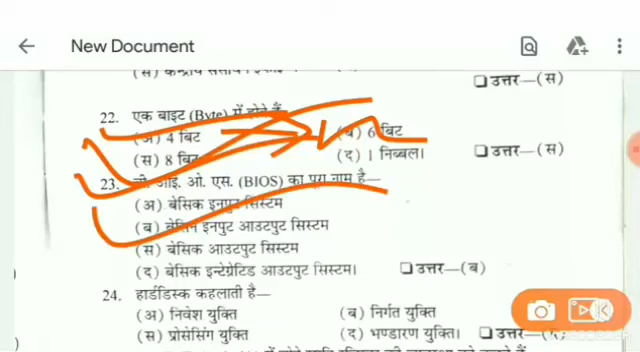 New Document
उत्तर—(स)
22. एक बाइट (Byte) में होते हैं
(अ) 4 बिट (ब) 6 बिट
(स) 8 बिट (द) 1 निब्बल। उत्तर—(स)
23. आई. ओ. एस. (BIOS) का पूरा नाम है—
(अ) बेसिक इनपुट सिस्टम
(ब) बेसिन इनपुट आउटपुट सिस्टम
(स) बेसिक आउटपुट सिस्टम
(द) बेसिक इन्टेग्रेटिड आउटपुट सिस्टम। उत्तर—(ब)
24. हार्डडिस्क कहलाती है—
(अ) निवेश युक्ति (ब) निर्गत युक्ति
(स) प्रोसेसिंग युक्ति (द) भण्डारण युक्ति। उत्तर—